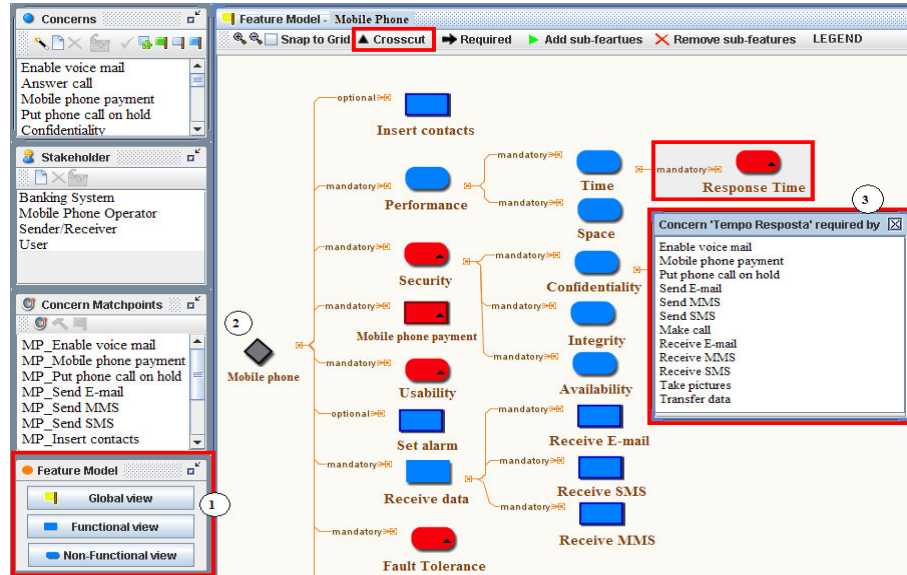 Concerns
Enable voice mail
Answer call
Mobile phone payment
Put phone call on hold
Confidentiality
Stakeholder
Banking System
Mobile Phone Operator
Sender/Receiver
User
Concern Matchpoints
MP_Enable voice mail
MP_Mobile phone payment
MP_Put phone call on hold
MP_Send E-mail
MP_Send MMS
MP_Send SMS
MP_Insert contacts
Feature Model
Global view
Functional view
Non-Functional view
1
Feature Model - Mobile Phone
Snap to Grid Crosscut Required Add sub-feartues Remove sub-features LEGEND
optional
Insert contacts
mandatory
Performance
mandatory
Time
mandatory
Response Time
mandatory
Space
mandatory
Security
mandatory
Confidentiality
mandatory
Integrity
mandatory
Availability
mandatory
Mobile phone payment
2
Mobile phone
mandatory
Usability
optional
Set alarm
mandatory
Receive data
mandatory
Receive E-mail
mandatory
Receive SMS
mandatory
Receive MMS
mandatory
Fault Tolerance
3
Concern 'Tempo Resposta' required by
Enable voice mail
Mobile phone payment
Put phone call on hold
Send E-mail
Send MMS
Send SMS
Make call
Receive E-mail
Receive MMS
Receive SMS
Take pictures
Transfer data